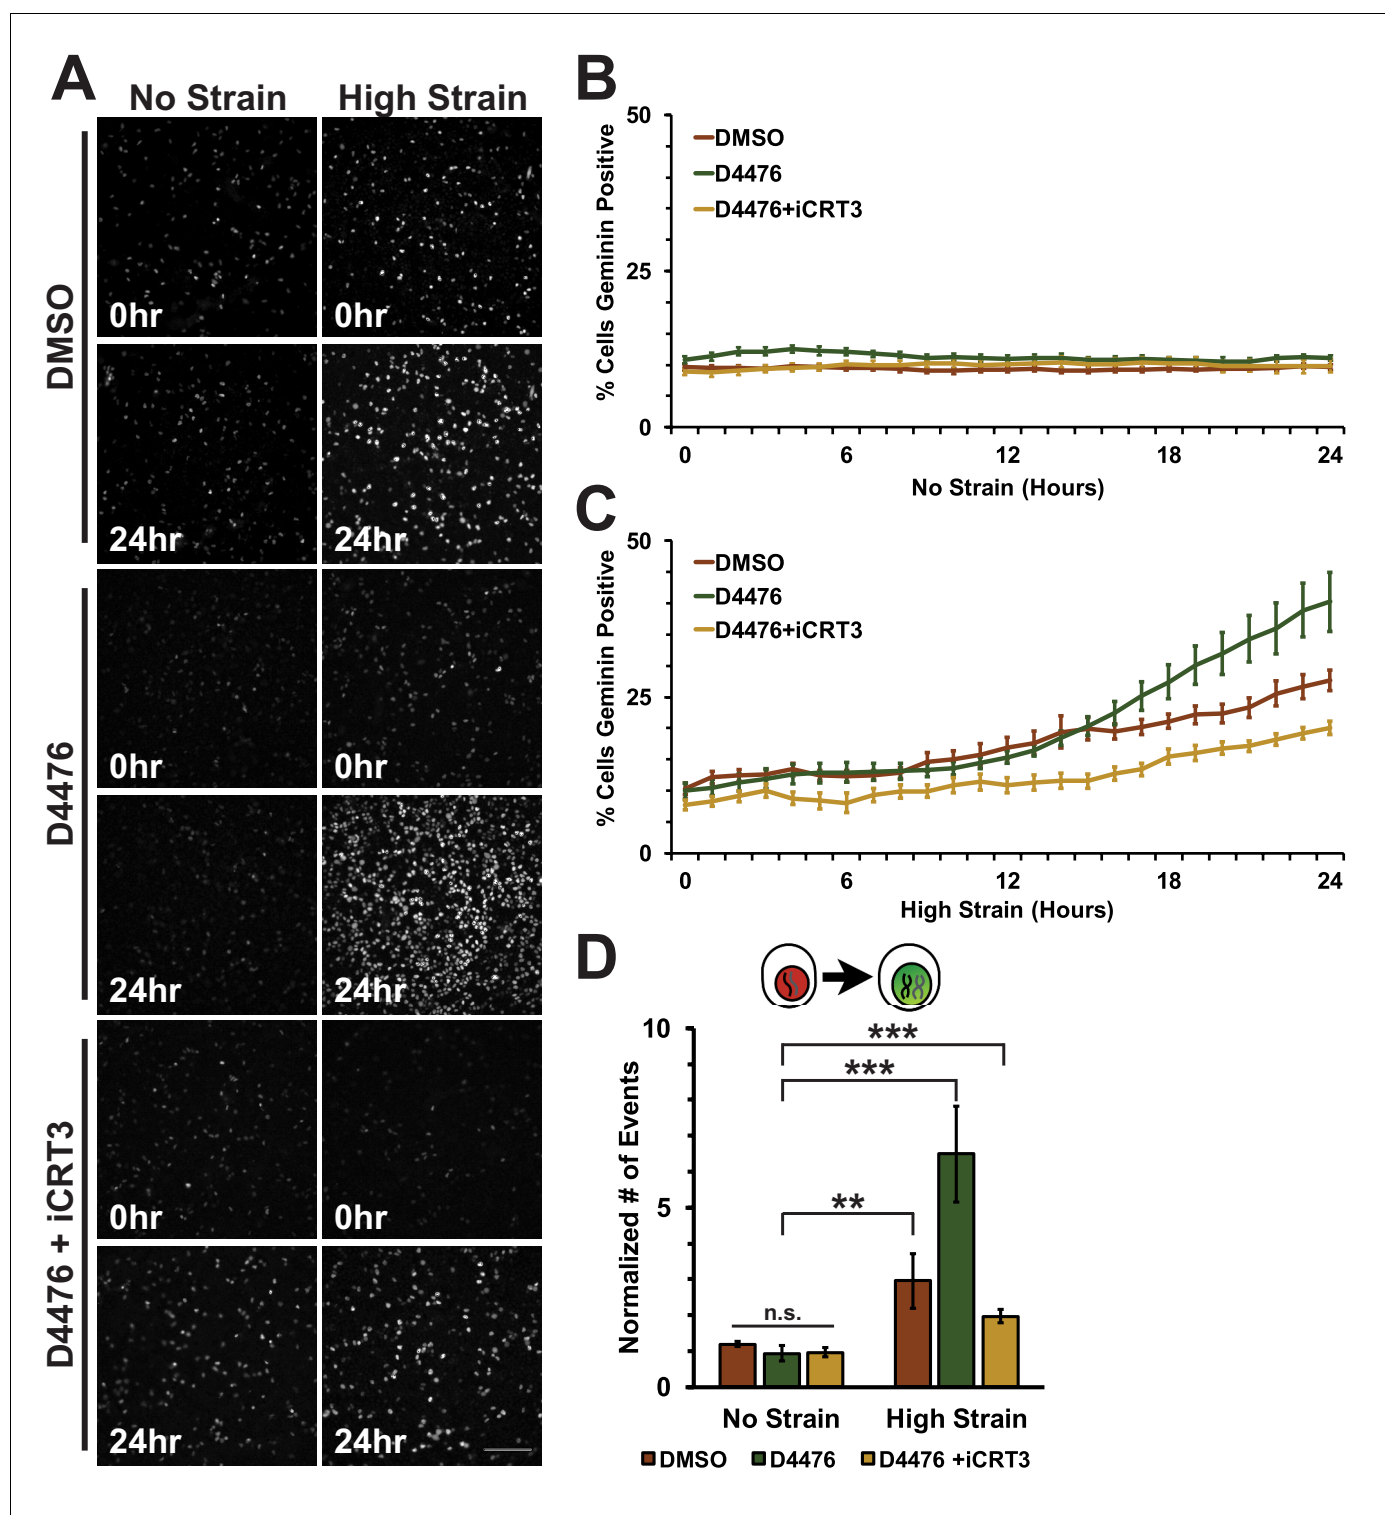 A
No Strain
High Strain
DMSO
0hr
0hr
24hr
24hr
D4476
0hr
0hr
24hr
24hr
D4476 + iCRT3
0hr
0hr
24hr
24hr
B
% Cells Geminin Positive
50
25
0
DMSO
D4476
D4476+iCRT3
0
6
12
18
24
No Strain (Hours)
C
% Cells Geminin Positive
50
25
0
DMSO
D4476
D4476+iCRT3
0
6
12
18
24
High Strain (Hours)
D
Normalized # of Events
10
5
0
***
***
**
n.s.
No Strain
High Strain
DMSO
D4476
D4476 +iCRT3